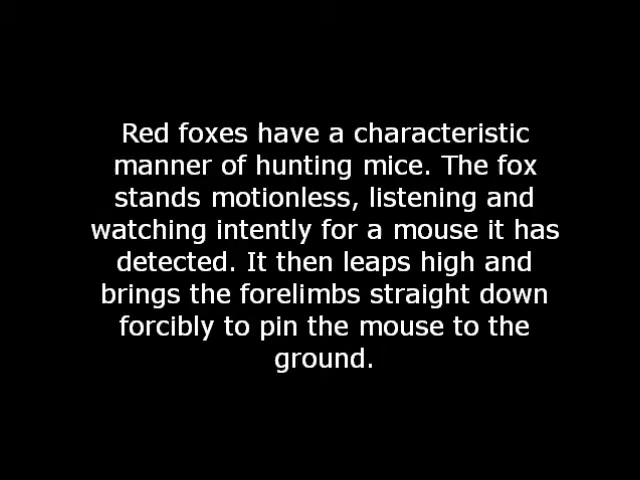 Red foxes have a characteristic
manner of hunting mice. The fox
stands motionless, listening and
watching intently for a mouse it has
detected. It then leaps high and
brings the forelimbs straight down
forcibly to pin the mouse to the
ground.